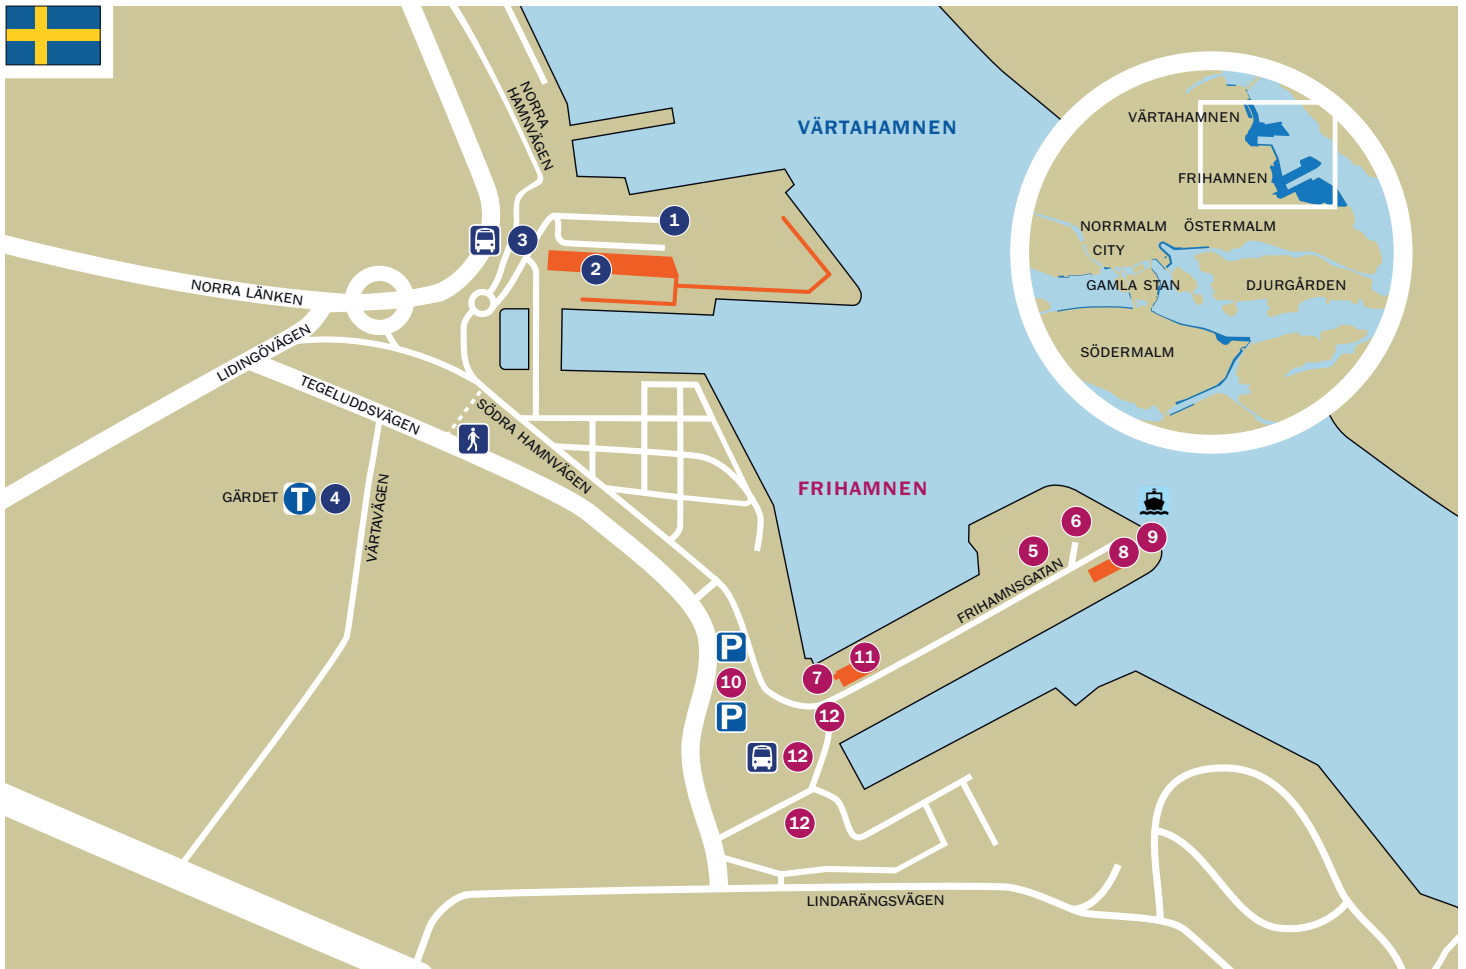 VÄRTAHAMNEN
FRIHAMNEN
NORRMALM
ÖSTERMALM
CITY
GAMLA STAN
DJURGÅRDEN
SÖDERMALM
NORRA
HAMNVÄGEN
VÄRTAHAMNEN
1
3
2
NORRA LÄNKEN
LIDINGÖVÄGEN
TEGELUDDSVÄGEN
SÖDRA HAMNVÄGEN
GÄRDET
T
4
VÄRTAVÄGEN
FRIHAMNEN
6
9
5
8
FRIHAMNSGATAN
P
11
7
10
P
12
12
12
LINDARÄNGSVÄGEN